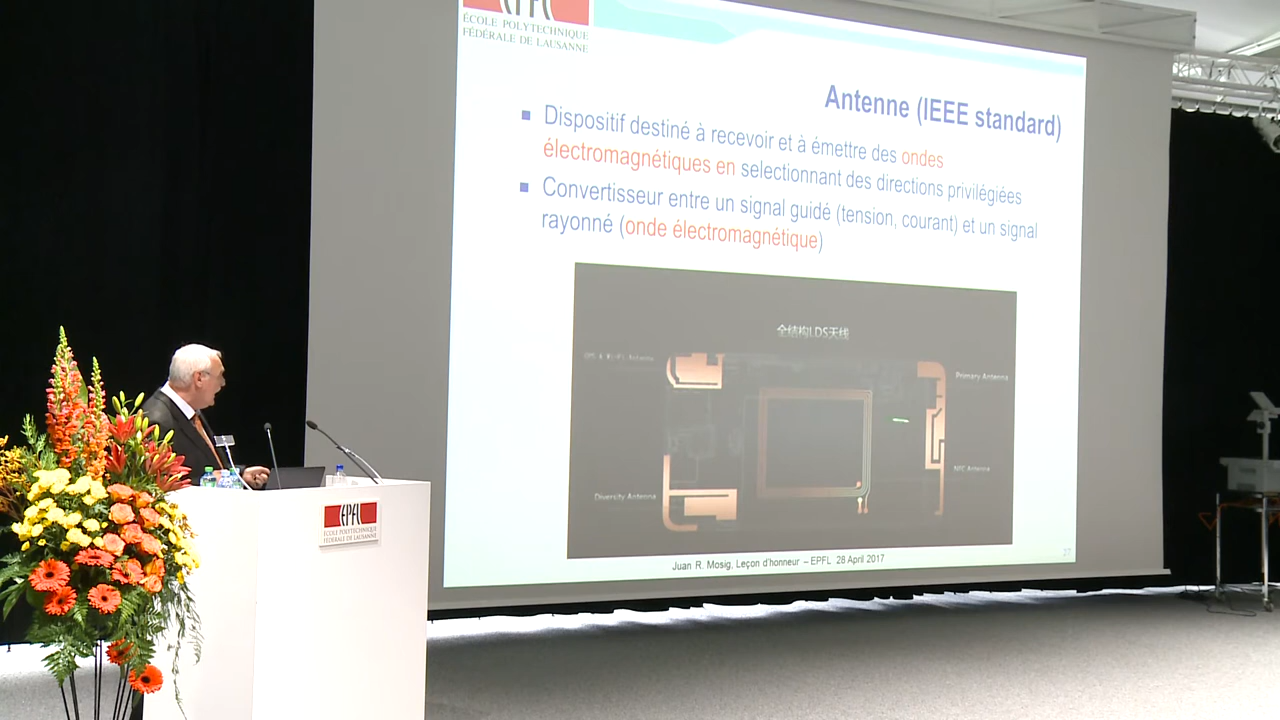 ÉCOLE POLYTECHNIQUE
FÉDÉRALE DE LAUSANNE
Antenne (IEEE standard)
Dispositif destiné à recevoir et à émettre des ondes
électromagnétiques en selectionnant des directions privilégiées
Convertisseur entre un signal guidé (tension, courant) et un signal
rayonné (onde électromagnétique)
全结构LDS天线
Primary Antenna
NFC Antenna
Diversity Antenna
Juan R. Mosig, Leçon d'honneur – EPFL 28 April 2017
EPFL
ÉCOLE POLYTECHNIQUE
FÉDÉRALE DE LAUSANNE